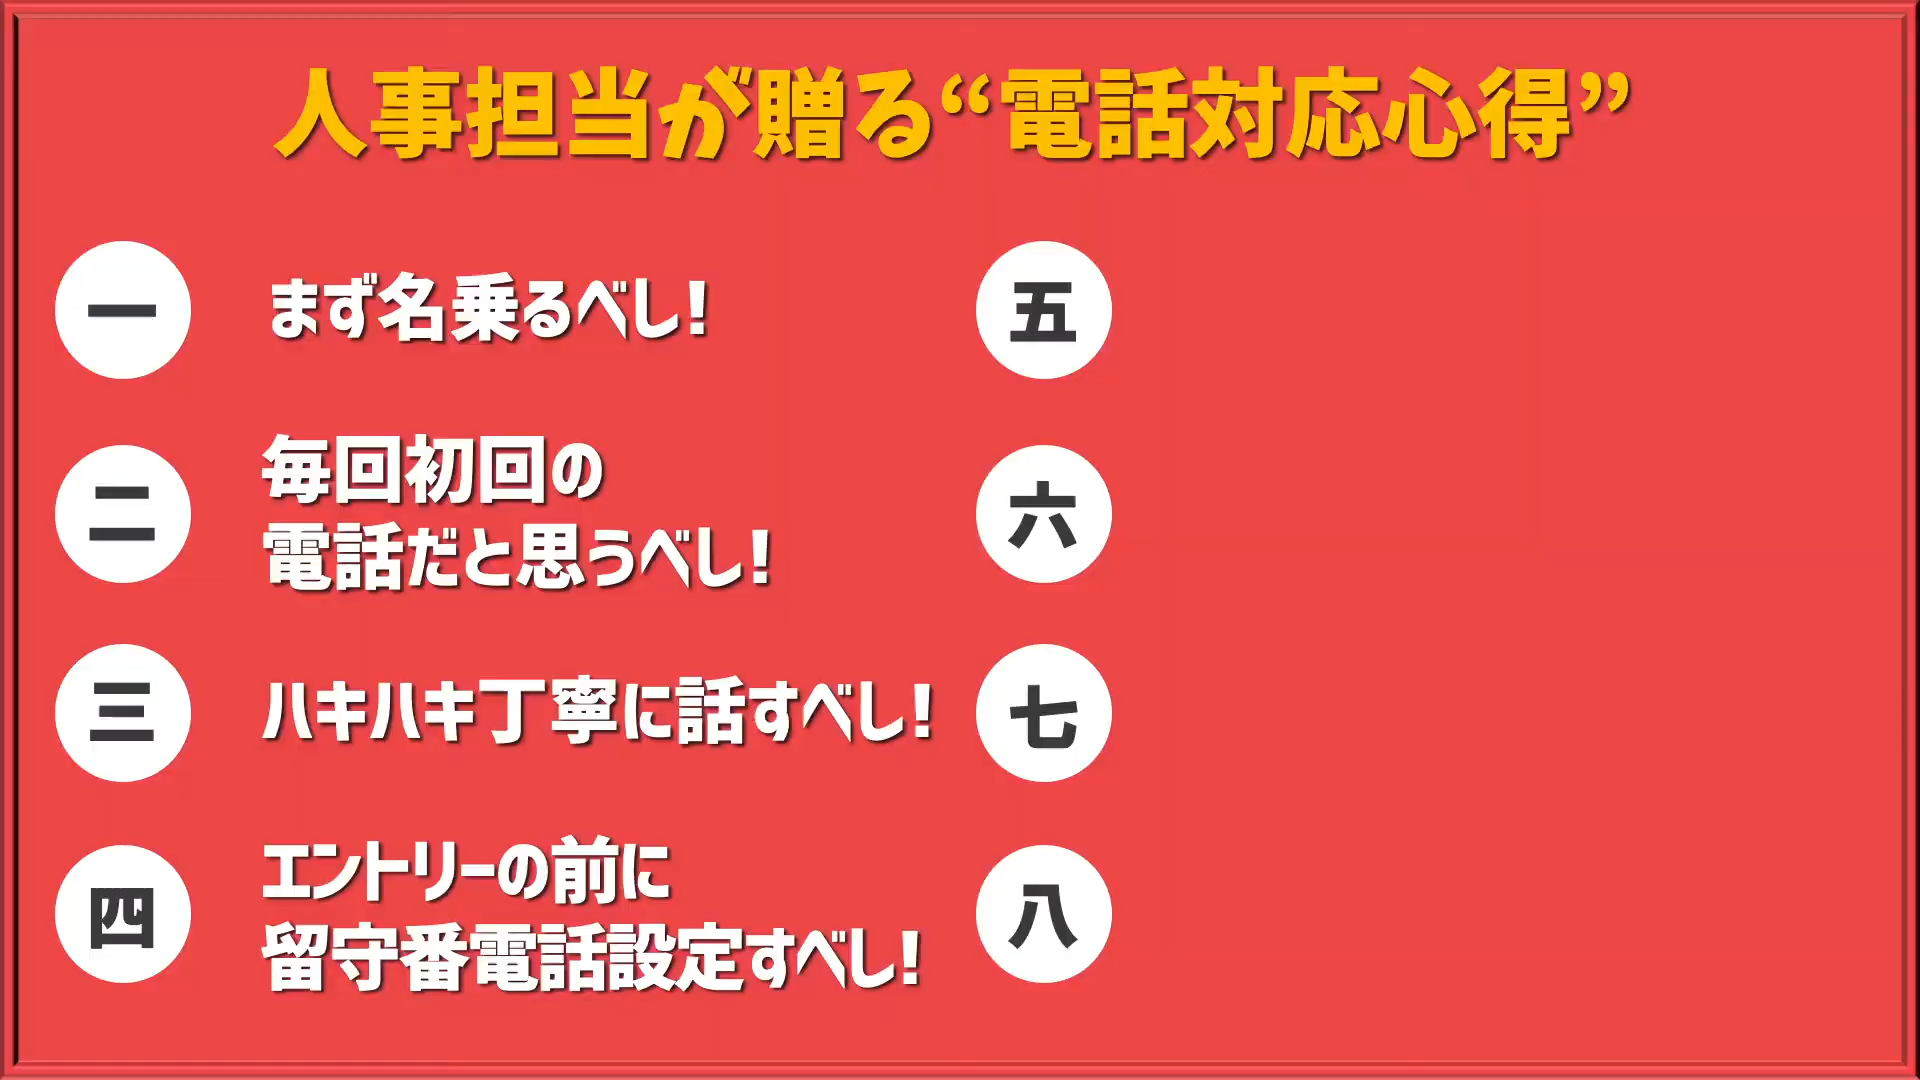 人事担当が贈る“電話対応心得”
一
まず名乗るべし!
二
毎回初回の
電話だと思うべし!
三
ハキハキ丁寧に話すべし!
四
エントリーの前に
留守番電話設定すべし!
五
六
七
八